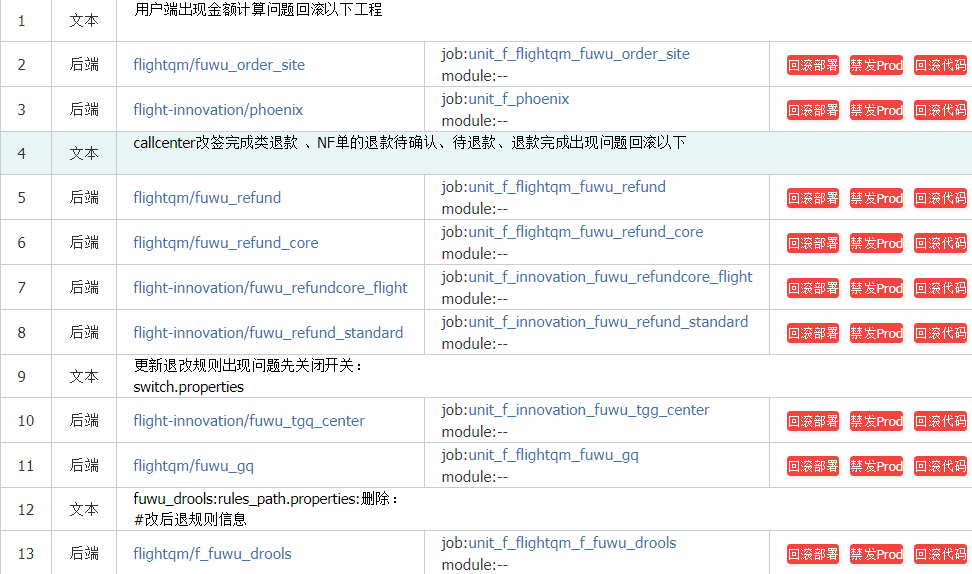 1 文本 用户端出现金额计算问题回滚以下工程
2 后端 flightqm/fuwu_order_site job:unit_f_flightqm_fuwu_order_site 回滚部署 禁发Prod 回滚代码
module:--
3 后端 flight-innovation/phoenix job:unit_f_phoenix 回滚部署 禁发Prod 回滚代码
module:--
4 文本 callcenter改签完成类退款 、NF单的退款待确认、待退款、退款完成出现问题回滚以下
5 后端 flightqm/fuwu_refund job:unit_f_flightqm_fuwu_refund 回滚部署 禁发Prod 回滚代码
module:--
6 后端 flightqm/fuwu_refund_core job:unit_f_flightqm_fuwu_refund_core 回滚部署 禁发Prod 回滚代码
module:--
7 后端 flight-innovation/fuwu_refundcore_flight job:unit_f_innovation_fuwu_refundcore_flight 回滚部署 禁发Prod 回滚代码
module:--
8 后端 flight-innovation/fuwu_refund_standard job:unit_f_innovation_fuwu_refund_standard 回滚部署 禁发Prod 回滚代码
module:--
9 文本 更新退改规则出现问题先关闭开关：
switch.properties
10 后端 flight-innovation/fuwu_tgq_center job:unit_f_innovation_fuwu_tgg_center 回滚部署 禁发Prod 回滚代码
module:--
11 后端 flightqm/fuwu_gq job:unit_f_flightqm_fuwu_gq 回滚部署 禁发Prod 回滚代码
module:--
12 文本 fuwu_drools:rules_path.properties:删除：
#改后退规则信息
13 后端 flightqm/f_fuwu_drools job:unit_f_flightqm_f_fuwu_drools 回滚部署 禁发Prod 回滚代码
module:--